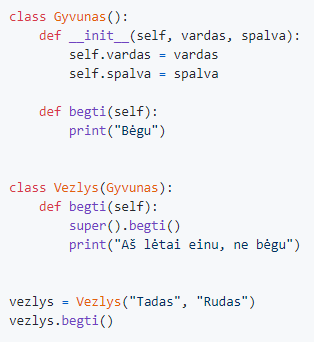 class Gyvunas():
    def __init__(self, vardas, spalva):
        self.vardas = vardas
        self.spalva = spalva
    def begti(self):
        print("Bėgu")
class Vezlys(Gyvunas):
    def begti(self):
        super().begti()
        print("Aš lėtai einu, ne bėgu")
vezlys = Vezlys("Tadas", "Rudas")
vezlys.begti()